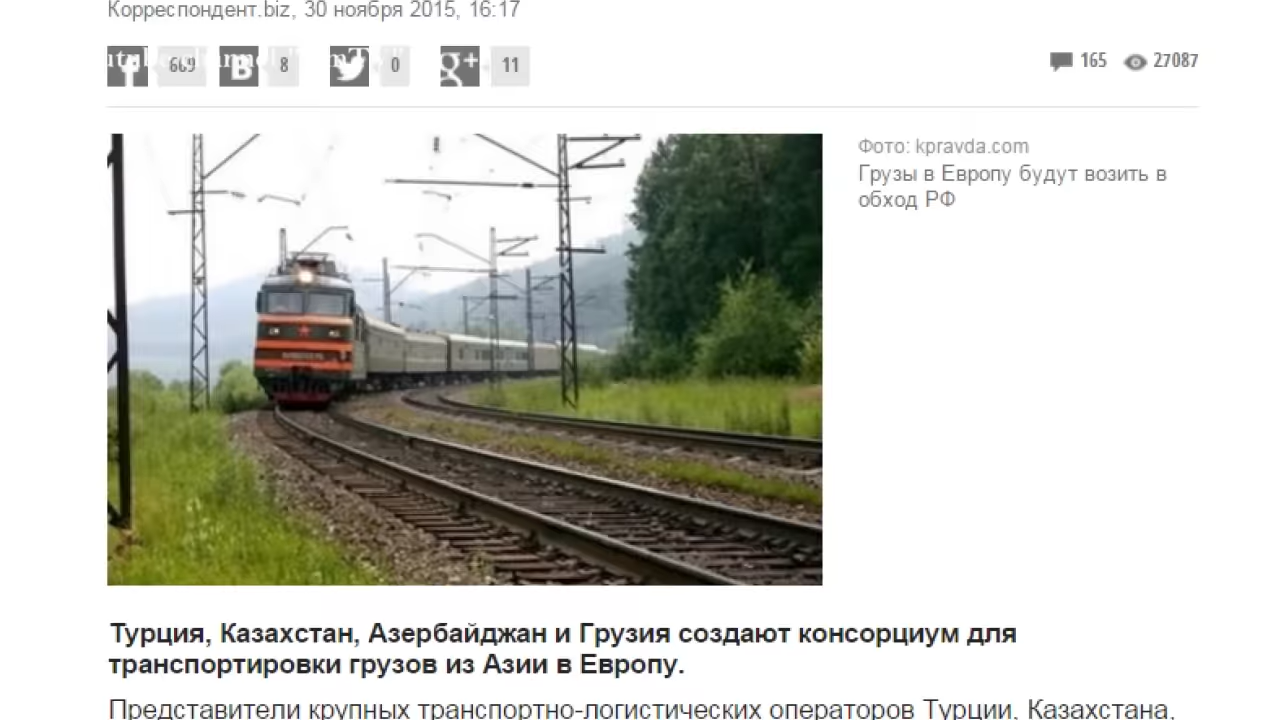 Корреспондент.biz, 30 ноября 2015, 16:17
669
8
0
11
165
27087
Фото: kpravda.com
Грузы в Европу будут возить в
обход РФ
Турция, Казахстан, Азербайджан и Грузия создают консорциум для
транспортировки грузов из Азии в Европу.
Представители крупных транспортно-логистических операторов Турции, Казахстана,